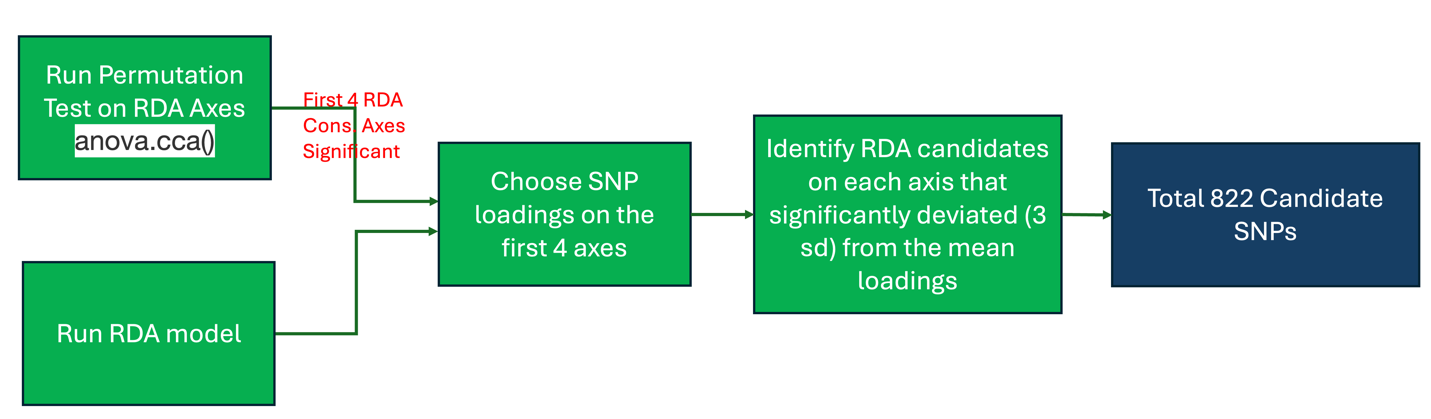 Run Permutation
Test on RDA Axes
anova.cca()
First 4 RDA
Cons. Axes
Significant
Run RDA model
Choose SNP
loadings on the
first 4 axes
Identify RDA candidates
on each axis that
significantly deviated (3
sd) from the mean
loadings
Total 822 Candidate
SNPs